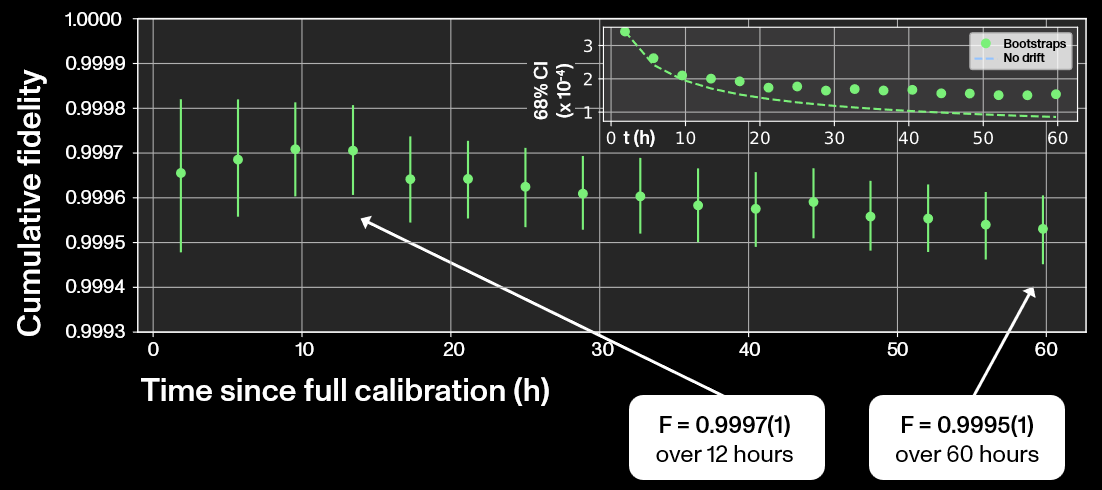 Cumulative fidelity
1.0000
0.9999
0.9998
0.9997
0.9996
0.9995
0.9994
0.9993
0 10 20 30 40 50 60
Time since full calibration (h)
68% CI
(x 10⁻⁴)
3
2
1
0 t (h) 10 20 30 40 50 60
Bootstraps
No drift
F = 0.9997(1)
over 12 hours
F = 0.9995(1)
over 60 hours